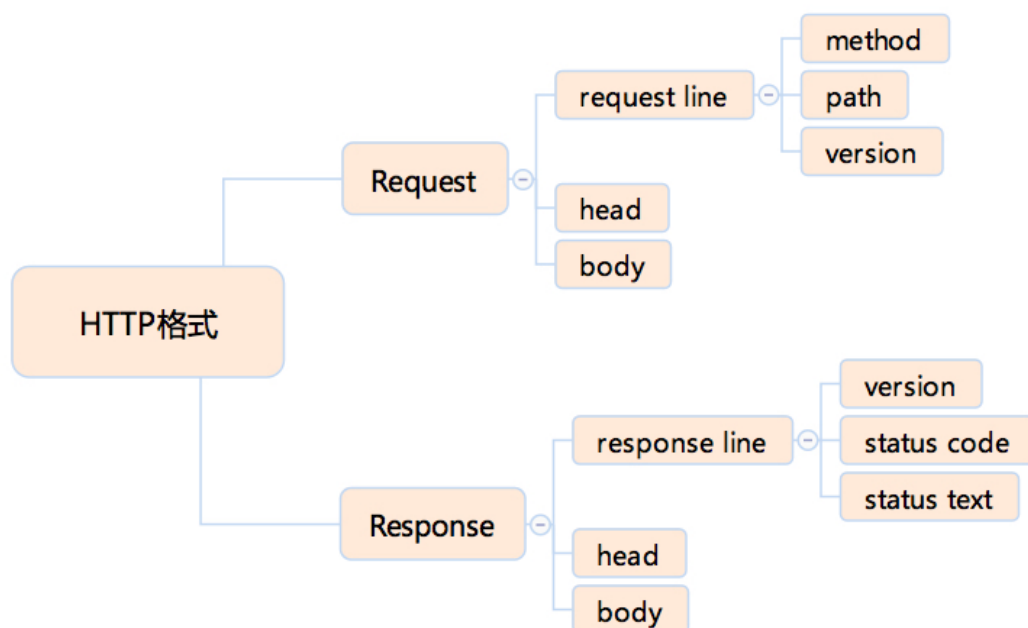 HTTP格式
Request
request line
method
path
version
head
body
Response
response line
version
status code
status text
head
body